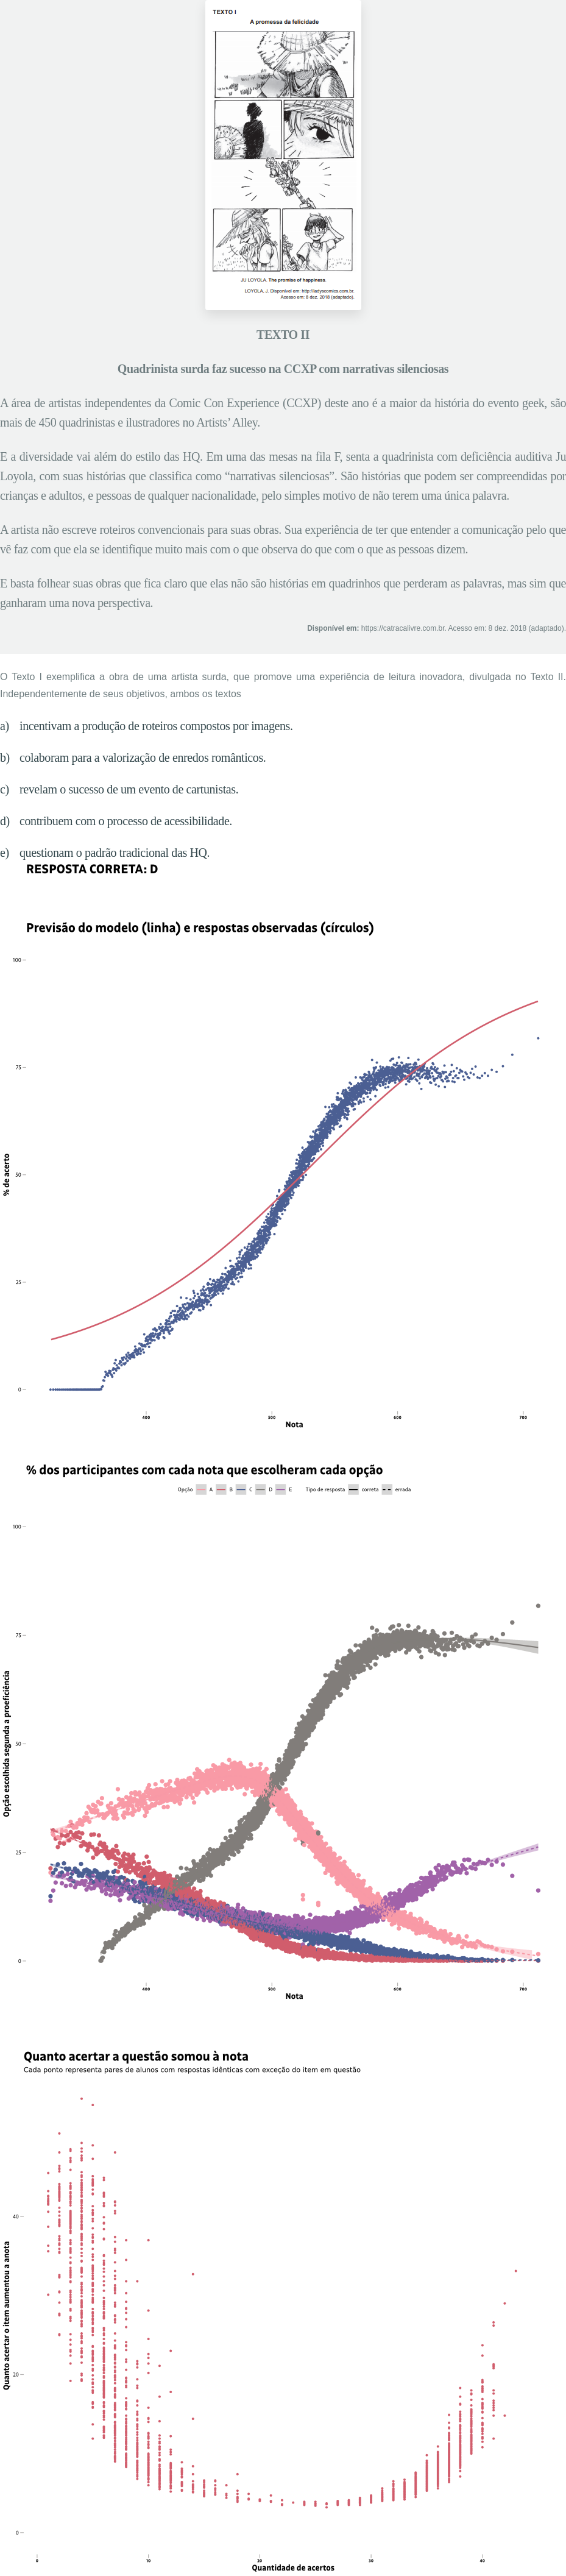 TEXTO I
A promessa da felicidade
JU LOYOLA. The promise of happiness.
LOYOLA, J. Disponível em: http://ladyscomics.com.br.
Acesso em: 8 dez. 2018 (adaptado).
TEXTO II
Quadrinista surda faz sucesso na CCXP com narrativas silenciosas
A área de artistas independentes da Comic Con Experience (CCXP) deste ano é a maior da história do evento geek, são
mais de 450 quadrinistas e ilustradores no Artists’ Alley.
E a diversidade vai além do estilo das HQ. Em uma das mesas na fila F, senta a quadrinista com deficiência auditiva Ju
Loyola, com suas histórias que classifica como “narrativas silenciosas”. São histórias que podem ser compreendidas por
crianças e adultos, e pessoas de qualquer nacionalidade, pelo simples motivo de não terem uma única palavra.
A artista não escreve roteiros convencionais para suas obras. Sua experiência de ter que entender a comunicação pelo que
vê faz com que ela se identifique muito mais com o que observa do que com o que as pessoas dizem.
E basta folhear suas obras que fica claro que elas não são histórias em quadrinhos que perderam as palavras, mas sim que
ganharam uma nova perspectiva.
Disponível em: https://catracalivre.com.br. Acesso em: 8 dez. 2018 (adaptado).
O Texto I exemplifica a obra de uma artista surda, que promove uma experiência de leitura inovadora, divulgada no Texto II.
Independentemente de seus objetivos, ambos os textos
a) incentivam a produção de roteiros compostos por imagens.
b) colaboram para a valorização de enredos românticos.
c) revelam o sucesso de um evento de cartunistas.
d) contribuem com o processo de acessibilidade.
e) questionam o padrão tradicional das HQ.
RESPOSTA CORRETA: D
Previsão do modelo (linha) e respostas observadas (círculos)
100
75
50
25
0
% de acerto
400 500 600 700
Nota
% dos participantes com cada nota que escolheram cada opção
Opção A B C D E Tipo de resposta correta errada
100
75
50
25
0
Opção escolhida segunda a proeficiência
400 500 600 700
Nota
Quanto acertar a questão somou à nota
Cada ponto representa pares de alunos com respostas idênticas com exceção do item em questão
40
20
0
Quanto acertar o item aumentou a anota
0 10 20 30 40
Quantidade de acertos